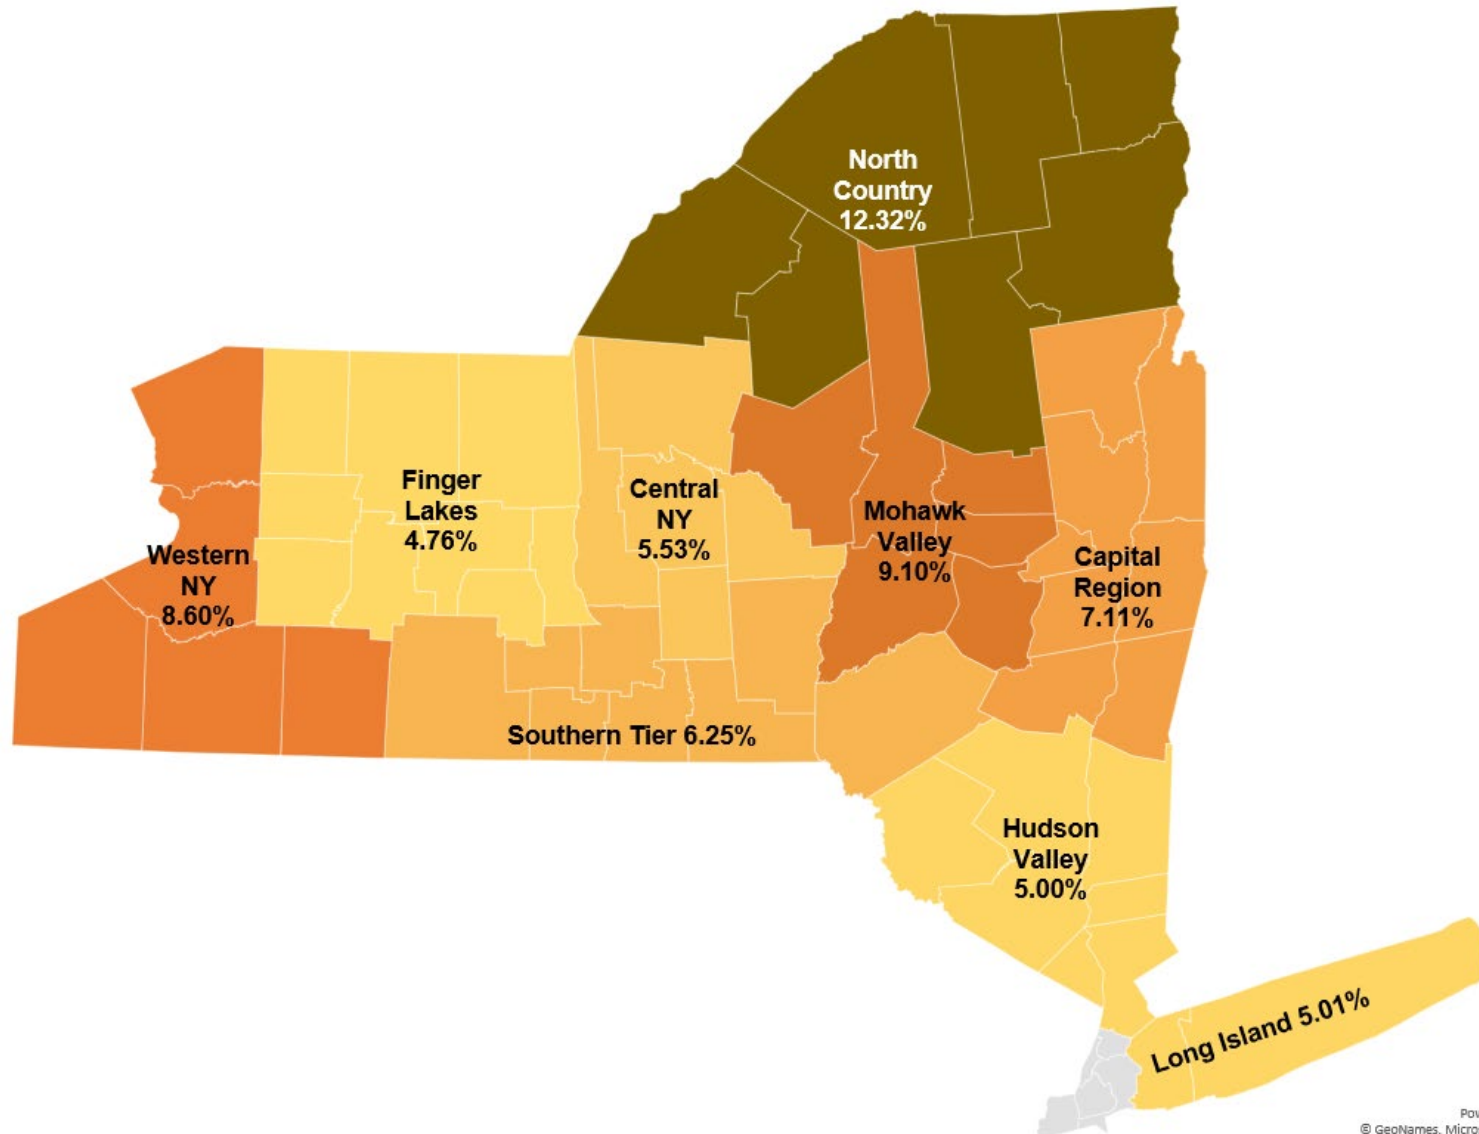 North
Country
12.32%
Finger
Lakes
4.76%
Central
NY
5.53%
Mohawk
Valley
9.10%
Western
NY
8.60%
Capital
Region
7.11%
Southern Tier 6.25%
Hudson
Valley
5.00%
Long Island 5.01%
© GeoNames, Micro